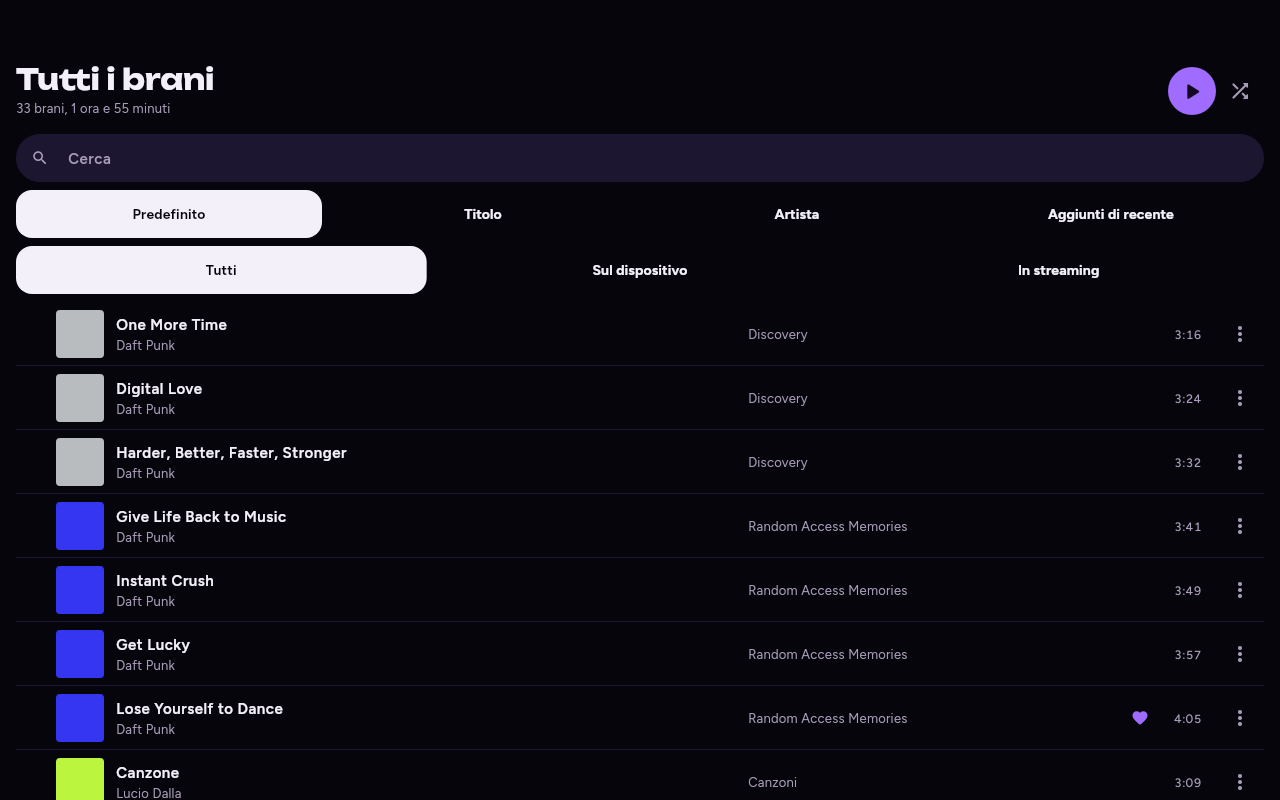 Tutti i brani
33 brani, 1 ora e 55 minuti
Cerca
Predefinito Titolo Artista Aggiunti di recente
Tutti Sul dispositivo In streaming
One More Time
Daft Punk
Discovery
3:16
Digital Love
Daft Punk
Discovery
3:24
Harder, Better, Faster, Stronger
Daft Punk
Discovery
3:32
Give Life Back to Music
Daft Punk
Random Access Memories
3:41
Instant Crush
Daft Punk
Random Access Memories
3:49
Get Lucky
Daft Punk
Random Access Memories
3:57
Lose Yourself to Dance
Daft Punk
Random Access Memories
4:05
Canzone
Lucio Dalla
Canzoni
3:09